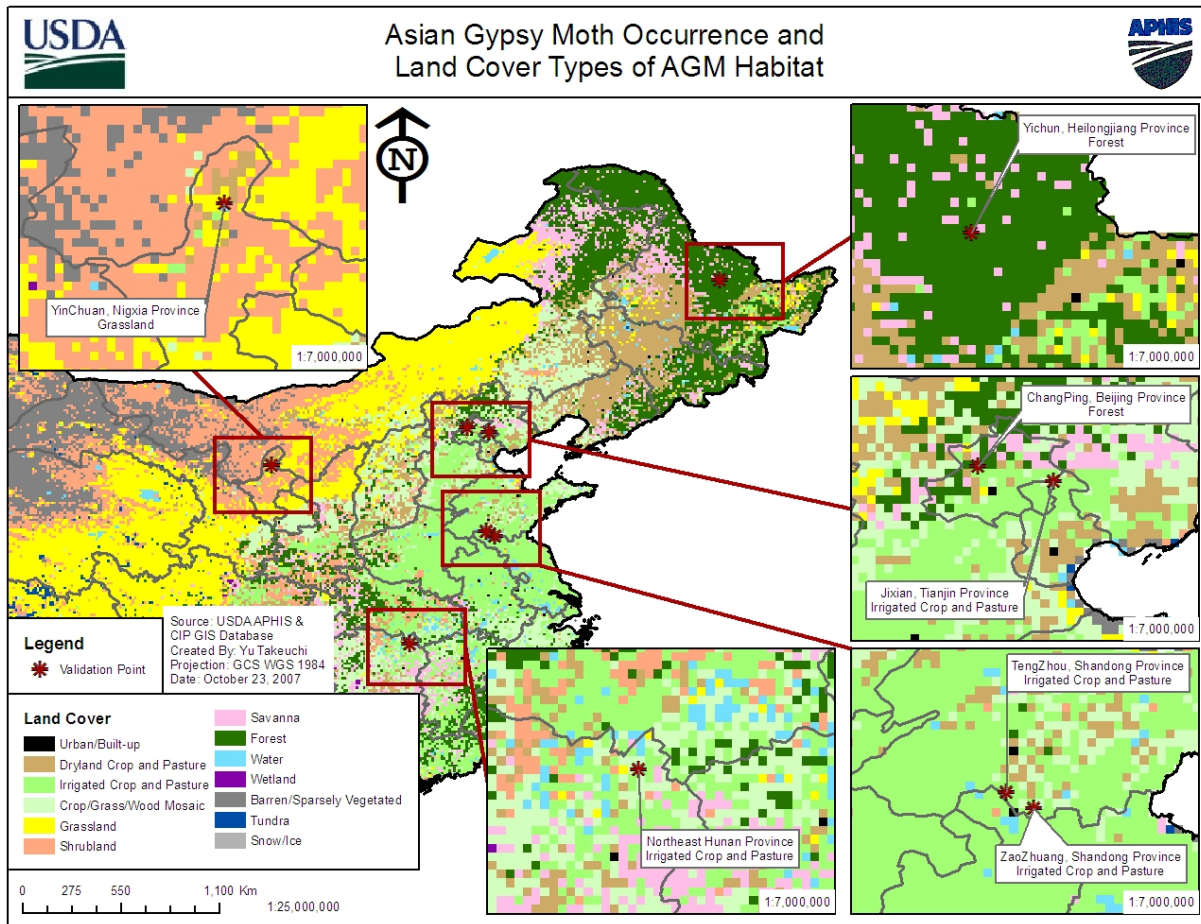 USDA
Asian Gypsy Moth Occurrence and
Land Cover Types of AGM Habitat
APHIS
N
YinChuan, Nigxia Province
Grassland
1:7,000,000
Yichun, Heilongjiang Province
Forest
1:7,000,000
ChangPing, Beijing Province
Forest
Jixian, Tianjin Province
Irrigated Crop and Pasture
1:7,000,000
Legend
Validation Point
Source: USDA APHIS &
CIP GIS Database
Created By: Yu Takeuchi
Projection: GCS WGS 1984
Date: October 23, 2007
Land Cover
Urban/Built-up
Dryland Crop and Pasture
Irrigated Crop and Pasture
Crop/Grass/Wood Mosaic
Grassland
Shrubland
Savanna
Forest
Water
Wetland
Barren/Sparsely Vegetated
Tundra
Snow/Ice
0 275 550 1,100 Km
1:25,000,000
Northeast Hunan Province
Irrigated Crop and Pasture
1:7,000,000
TengZhou, Shandong Province
Irrigated Crop and Pasture
ZaoZhuang, Shandong Province
Irrigated Crop and Pasture
1:7,000,000